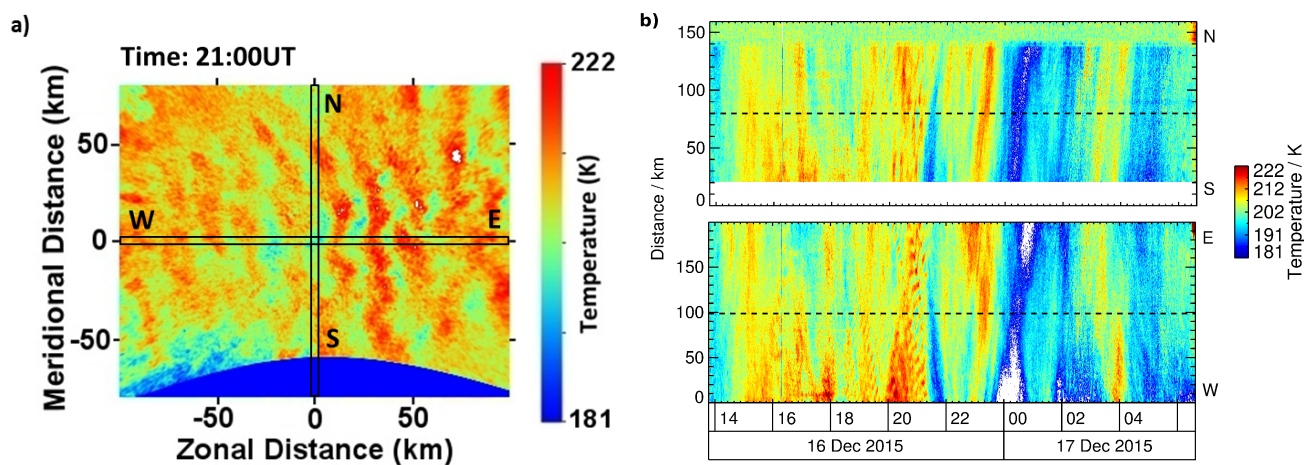 a)
Time: 21:00UT
Meridional Distance (km)
50
0
-50
N
W
E
S
-50
0
50
Zonal Distance (km)
222
Temperature (K)
181
b)
Distance / km
150
100
50
0
N
S
150
100
50
0
E
W
14
16
18
20
22
00
02
04
16 Dec 2015
17 Dec 2015
222
212
202
191
181
Temperature / K